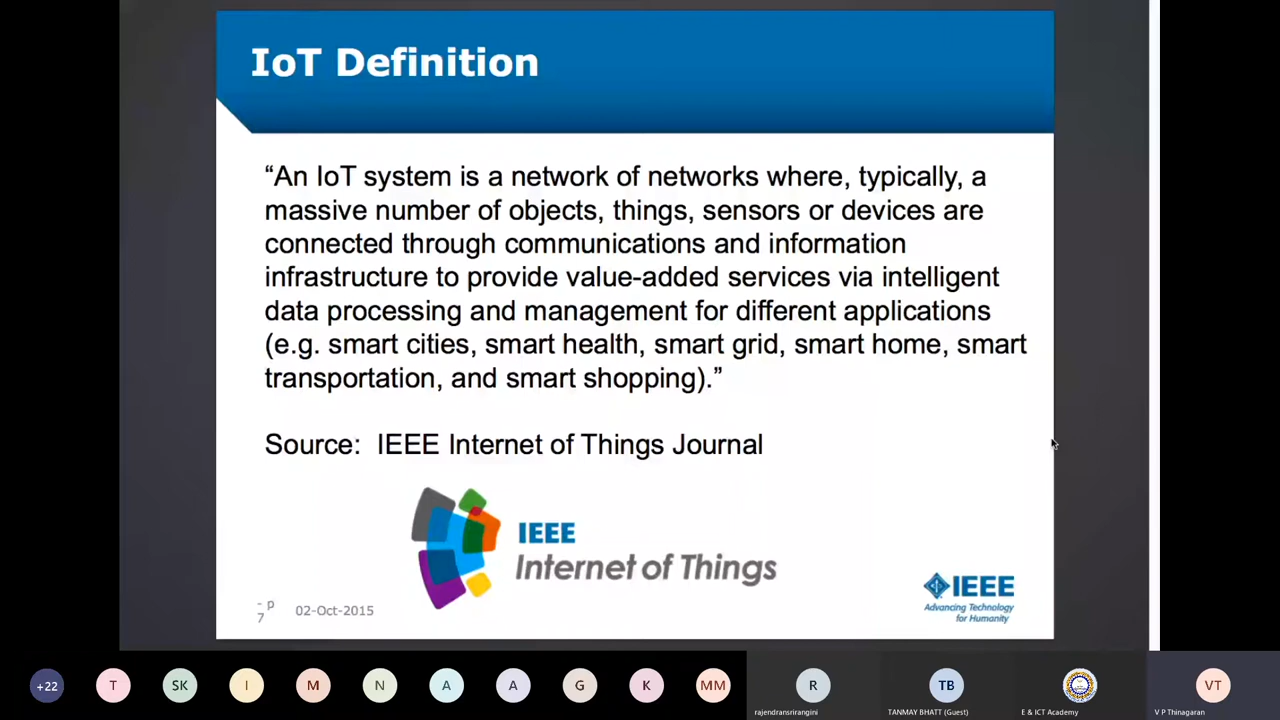 IoT Definition
“An IoT system is a network of networks where, typically, a
massive number of objects, things, sensors or devices are
connected through communications and information
infrastructure to provide value-added services via intelligent
data processing and management for different applications
(e.g. smart cities, smart health, smart grid, smart home, smart
transportation, and smart shopping).”
Source: IEEE Internet of Things Journal
IEEE
Internet of Things
- p
7
02-Oct-2015
IEEE
Advancing Technology
for Humanity
+22
T
SK
I
M
N
A
A
G
K
MM
R
TB
VT
rajendransrirangini
TANMAY BHATT (Guest)
E & ICT Academy
V P Thinagaran